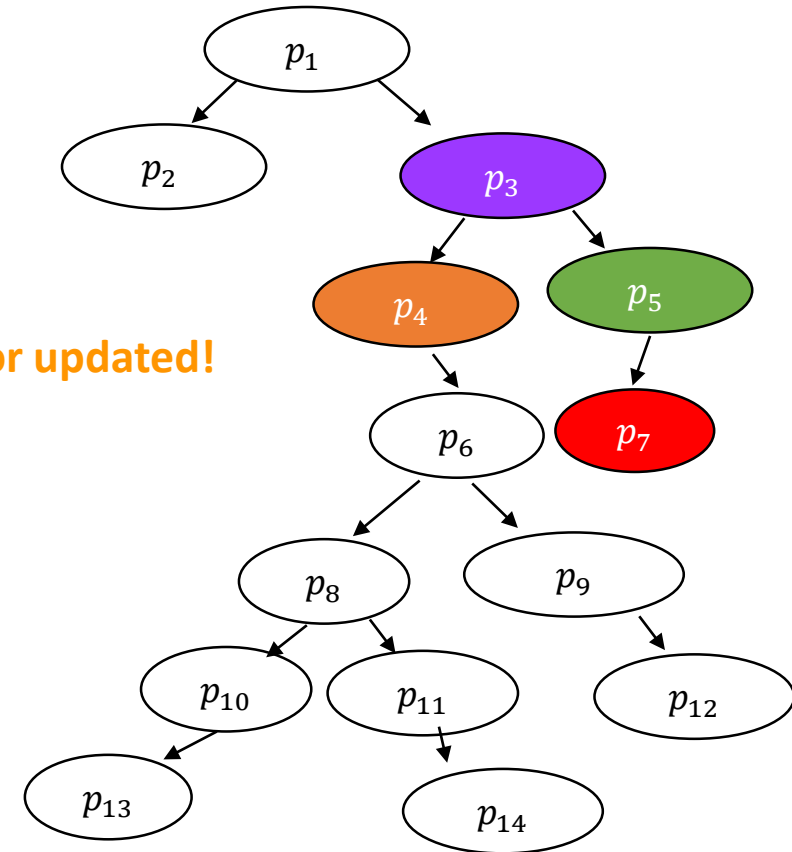 p₁
p₂
p₃
p₄
p₅
or updated!
p₆
p₇
p₈
p₉
p₁₀
p₁₁
p₁₂
p₁₃
p₁₄